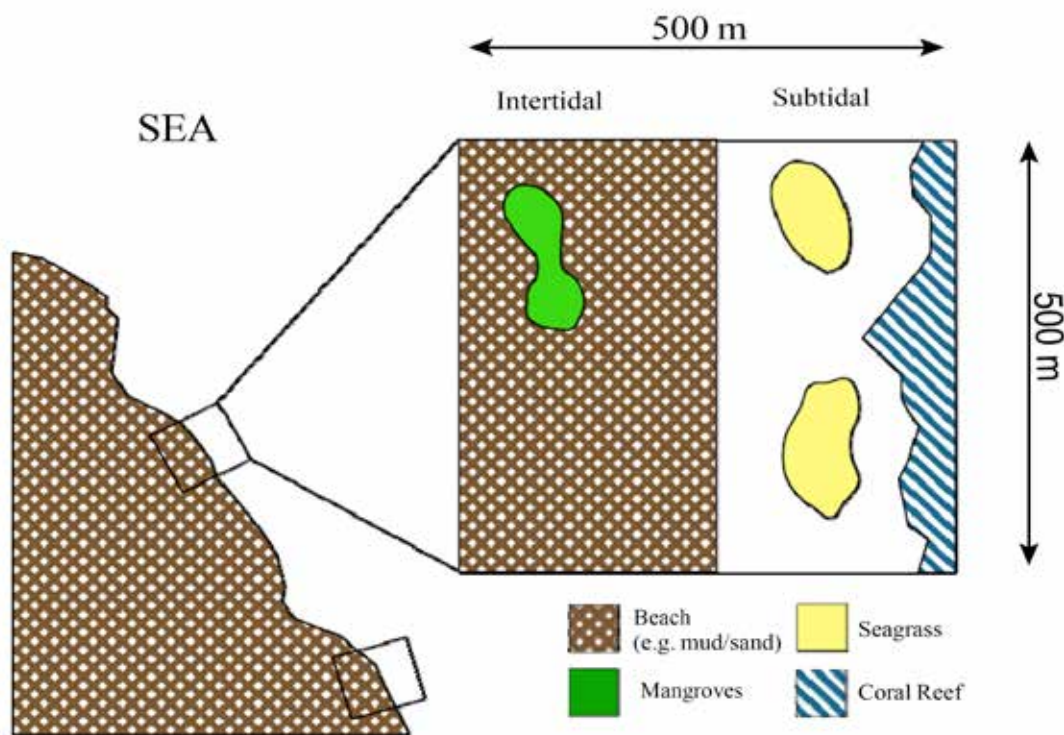 500 m
Intertidal
Subtidal
SEA
500 m
Beach
(e.g. mud/sand)
Seagrass
Mangroves
Coral Reef